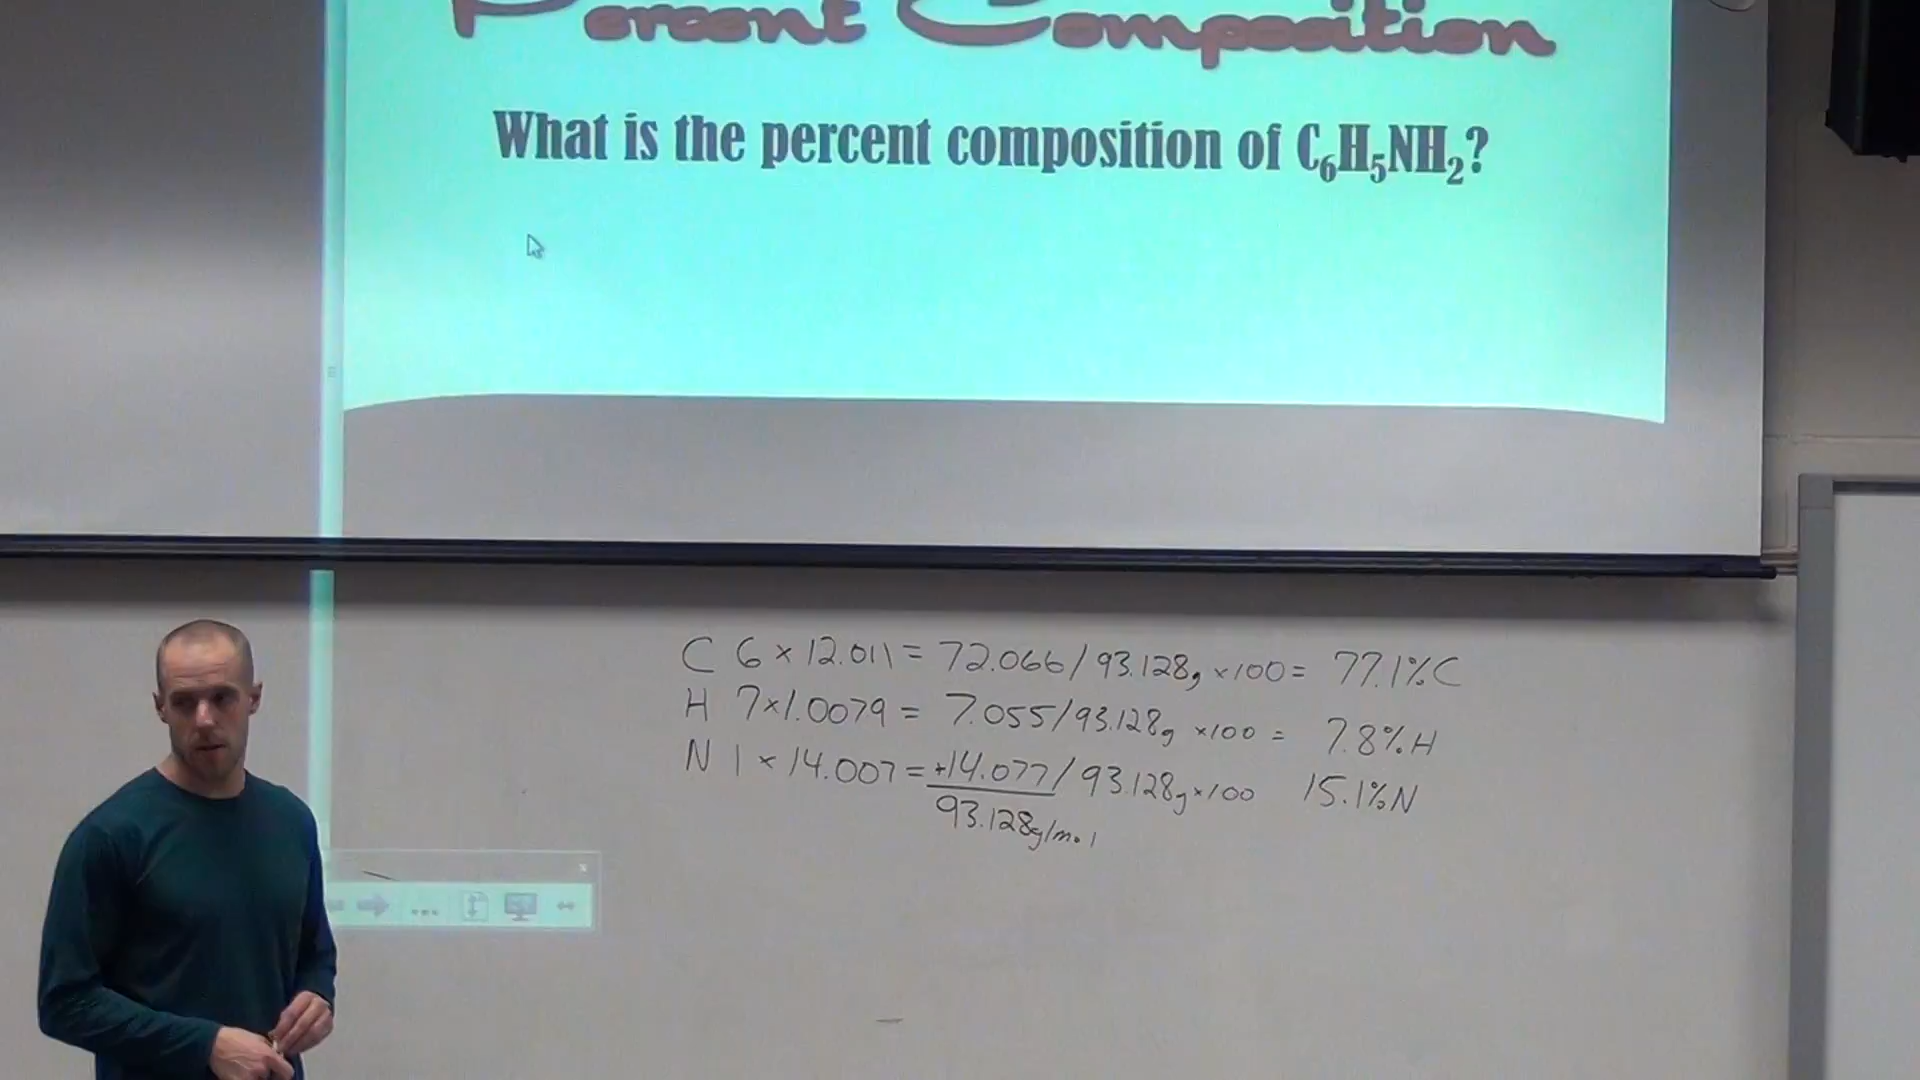 Percent Composition
What is the percent composition of C₆H₅NH₂?
C 6 × 12.011 = 72.066 / 93.128g ×100 = 77.1% C
H 7×1.0079 = 7.055/93.128g ×100 = 7.8% H
N 1 × 14.007 = +14.077 / 93.128g ×100 15.1% N
93.128g/mol